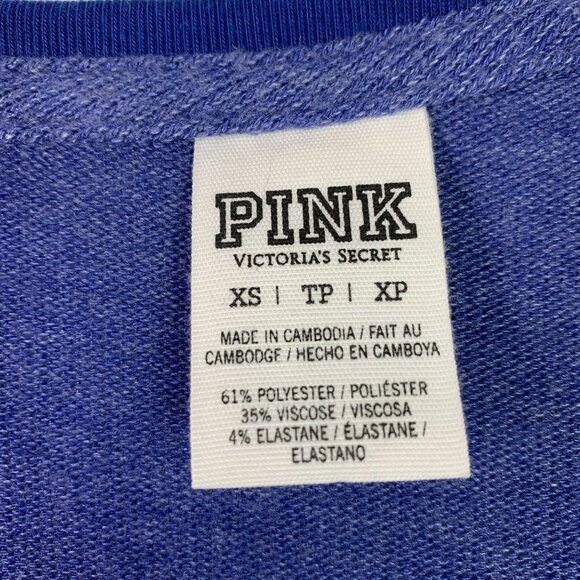 PINK
VICTORIA'S SECRET
XS | TP | XP
MADE IN CAMBODIA / FAIT AU
CAMBODGE / HECHO EN CAMBOYA
61% POLYESTER / POLIÉSTER
35% VISCOSE / VISCOSA
4% ELASTANE / ÉLASTANE /
ELASTANO